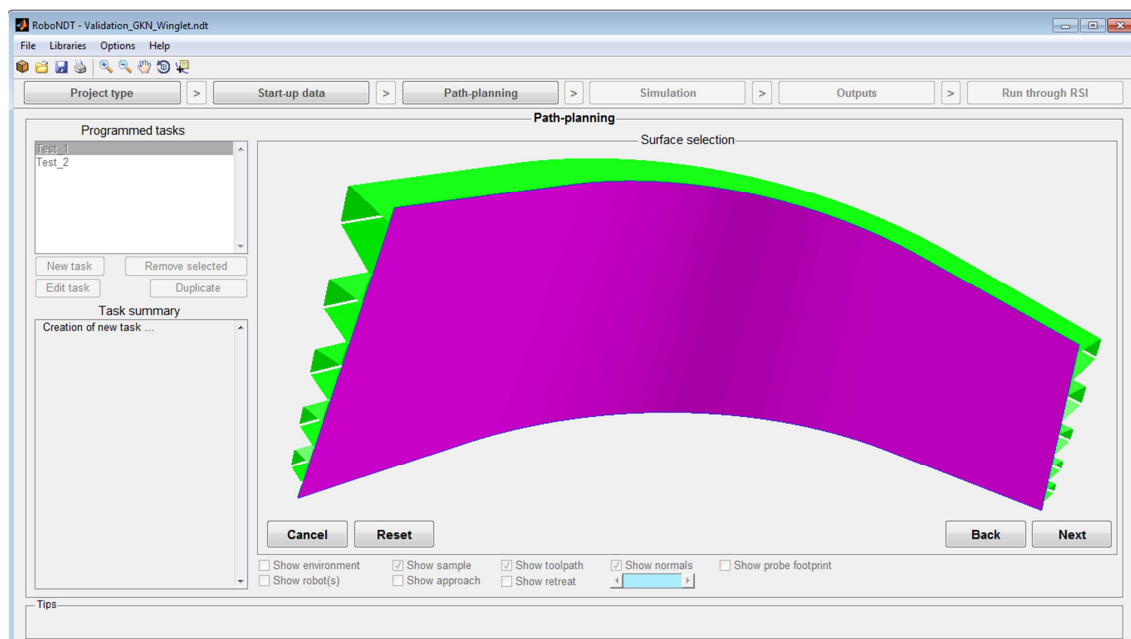 RoboNDT - Validation_GKN_Winglet.ndt
File Libraries Options Help
Project type > Start-up data > Path-planning > Simulation > Outputs > Run through RSI
Path-planning
Programmed tasks
Surface selection
Test_1
Test_2
New task Remove selected
Edit task Duplicate
Task summary
Creation of new task ...
Cancel Reset Back Next
Show environment Show sample Show toolpath Show normals Show probe footprint
Show robot(s) Show approach Show retreat
Tips